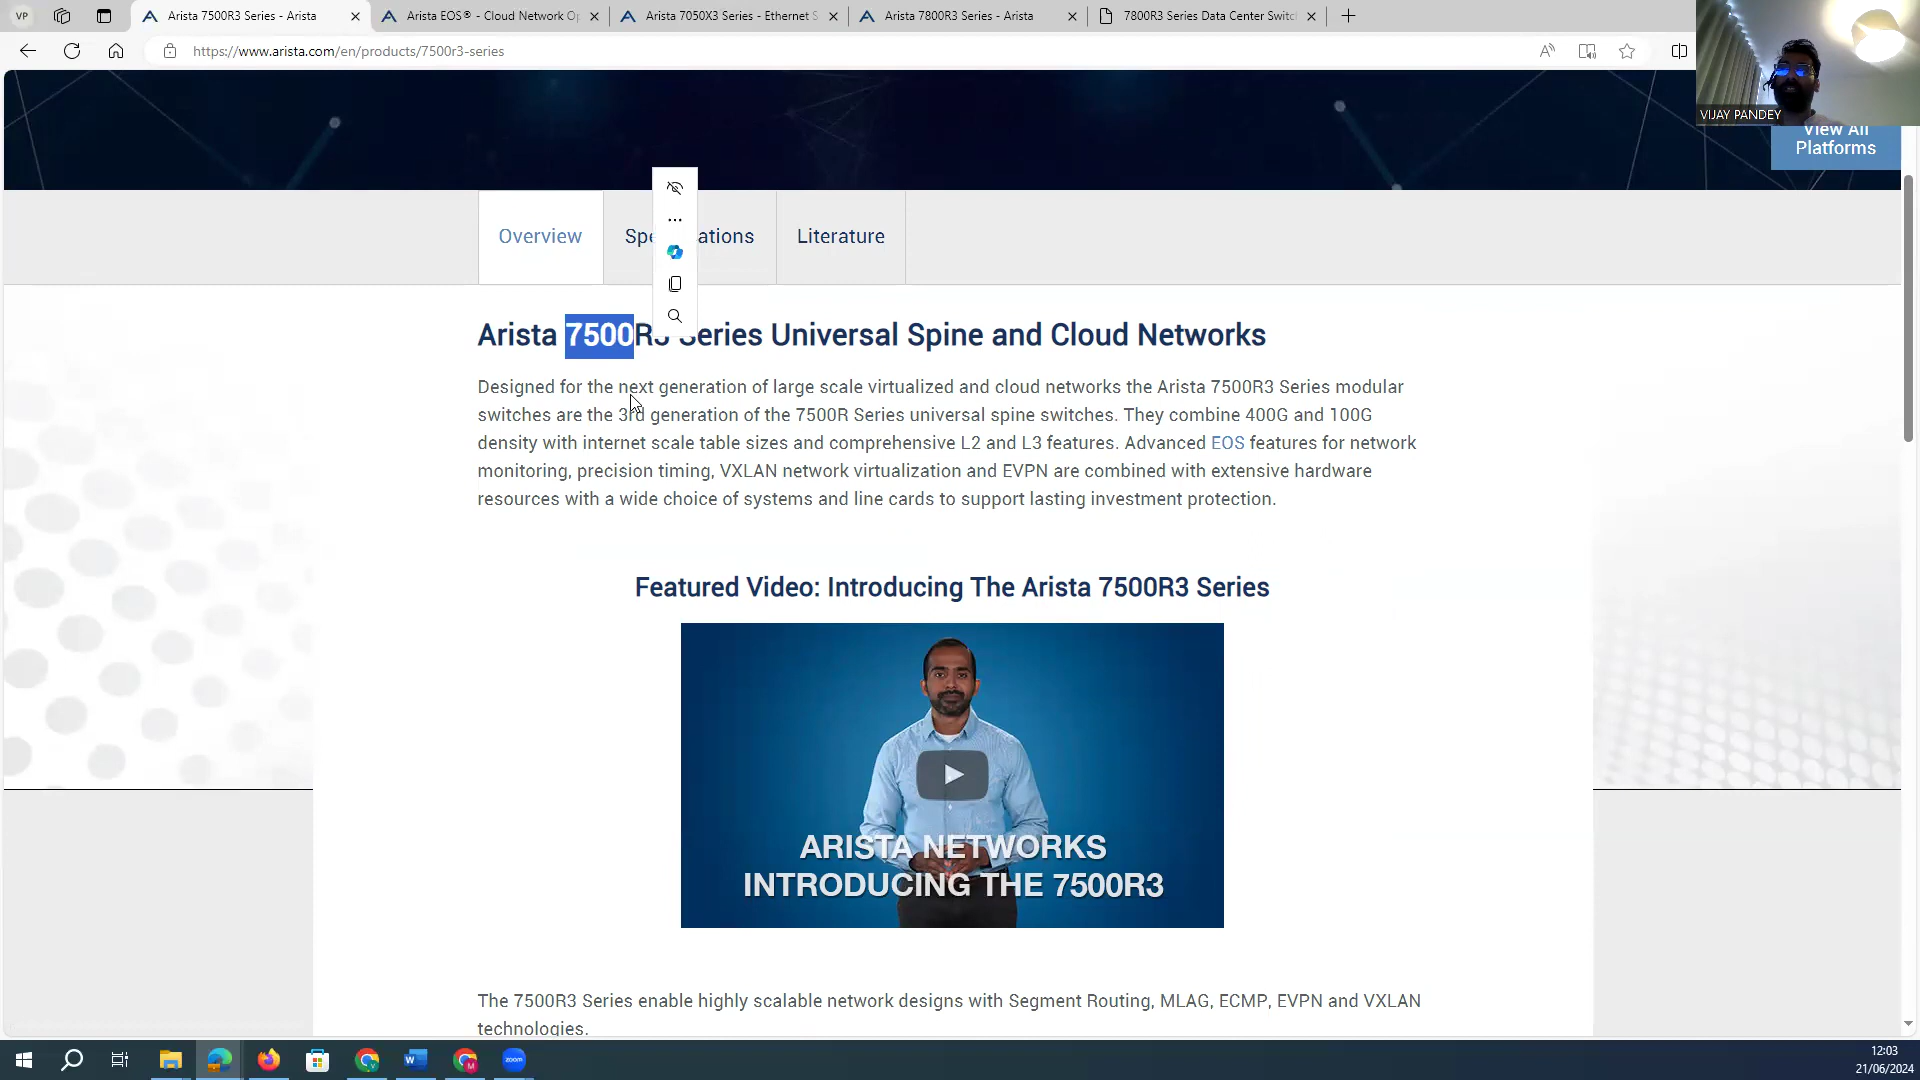 VP
Arista 7500R3 Series - Arista
Arista EOS® - Cloud Network Op
Arista 7050X3 Series - Ethernet S
Arista 7800R3 Series - Arista
7800R3 Series Data Center Switc
https://www.arista.com/en/products/7500r3-series
VIJAY PANDEY
View All
Platforms
Overview
Literature
Arista 7500R3 Series Universal Spine and Cloud Networks
Designed for the next generation of large scale virtualized and cloud networks the Arista 7500R3 Series modular
switches are the 3rd generation of the 7500R Series universal spine switches. They combine 400G and 100G
density with internet scale table sizes and comprehensive L2 and L3 features. Advanced EOS features for network
monitoring, precision timing, VXLAN network virtualization and EVPN are combined with extensive hardware
resources with a wide choice of systems and line cards to support lasting investment protection.
Featured Video: Introducing The Arista 7500R3 Series
ARISTA NETWORKS
INTRODUCING THE 7500R3
The 7500R3 Series enable highly scalable network designs with Segment Routing, MLAG, ECMP, EVPN and VXLAN
technologies.
zoom
12:03
21/06/2024